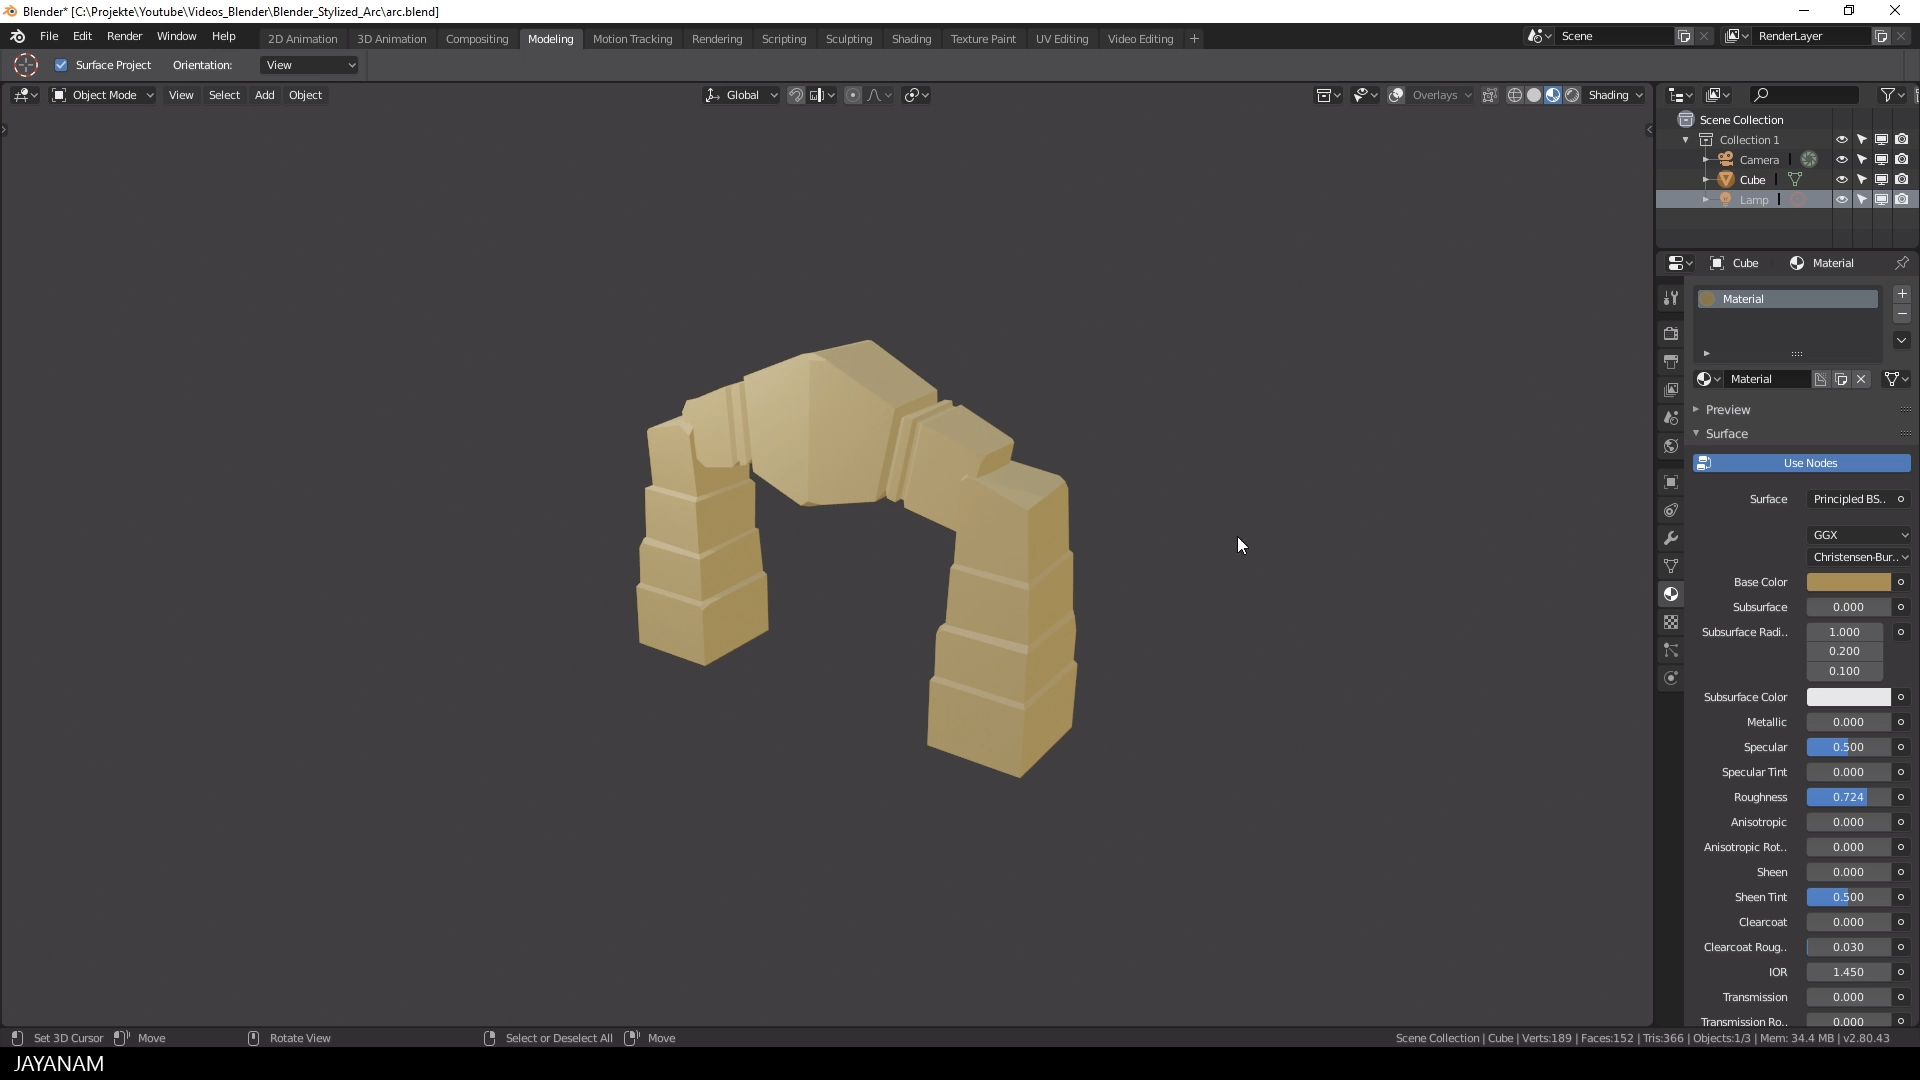 Blender* [C:\Projekte\Youtube\Videos_Blender\Blender_Stylized_Arc\arc.blend]
File Edit Render Window Help 2D Animation 3D Animation Compositing Modeling Motion Tracking Rendering Scripting Sculpting Shading Texture Paint UV Editing Video Editing + Scene RenderLayer
Surface Project Orientation: View
Object Mode View Select Add Object Global Overlays Shading
Scene Collection
Collection 1
Camera
Cube
Lamp
Cube Material
Material
Material
Preview
Surface
Use Nodes
Surface Principled BS..
GGX
Christensen-Bur..
Base Color
Subsurface 0.000
Subsurface Radi.. 1.000
0.200
0.100
Subsurface Color
Metallic 0.000
Specular 0.500
Specular Tint 0.000
Roughness 0.724
Anisotropic 0.000
Anisotropic Rot.. 0.000
Sheen 0.000
Sheen Tint 0.500
Clearcoat 0.000
Clearcoat Roug.. 0.030
IOR 1.450
Transmission 0.000
Transmission Ro.. 0.000
Set 3D Cursor Move Rotate View Select or Deselect All Move Scene Collection | Cube | Verts:189 | Faces:152 | Tris:366 | Objects:1/3 | Mem: 34.4 MB | v2.80.43
JAYANAM